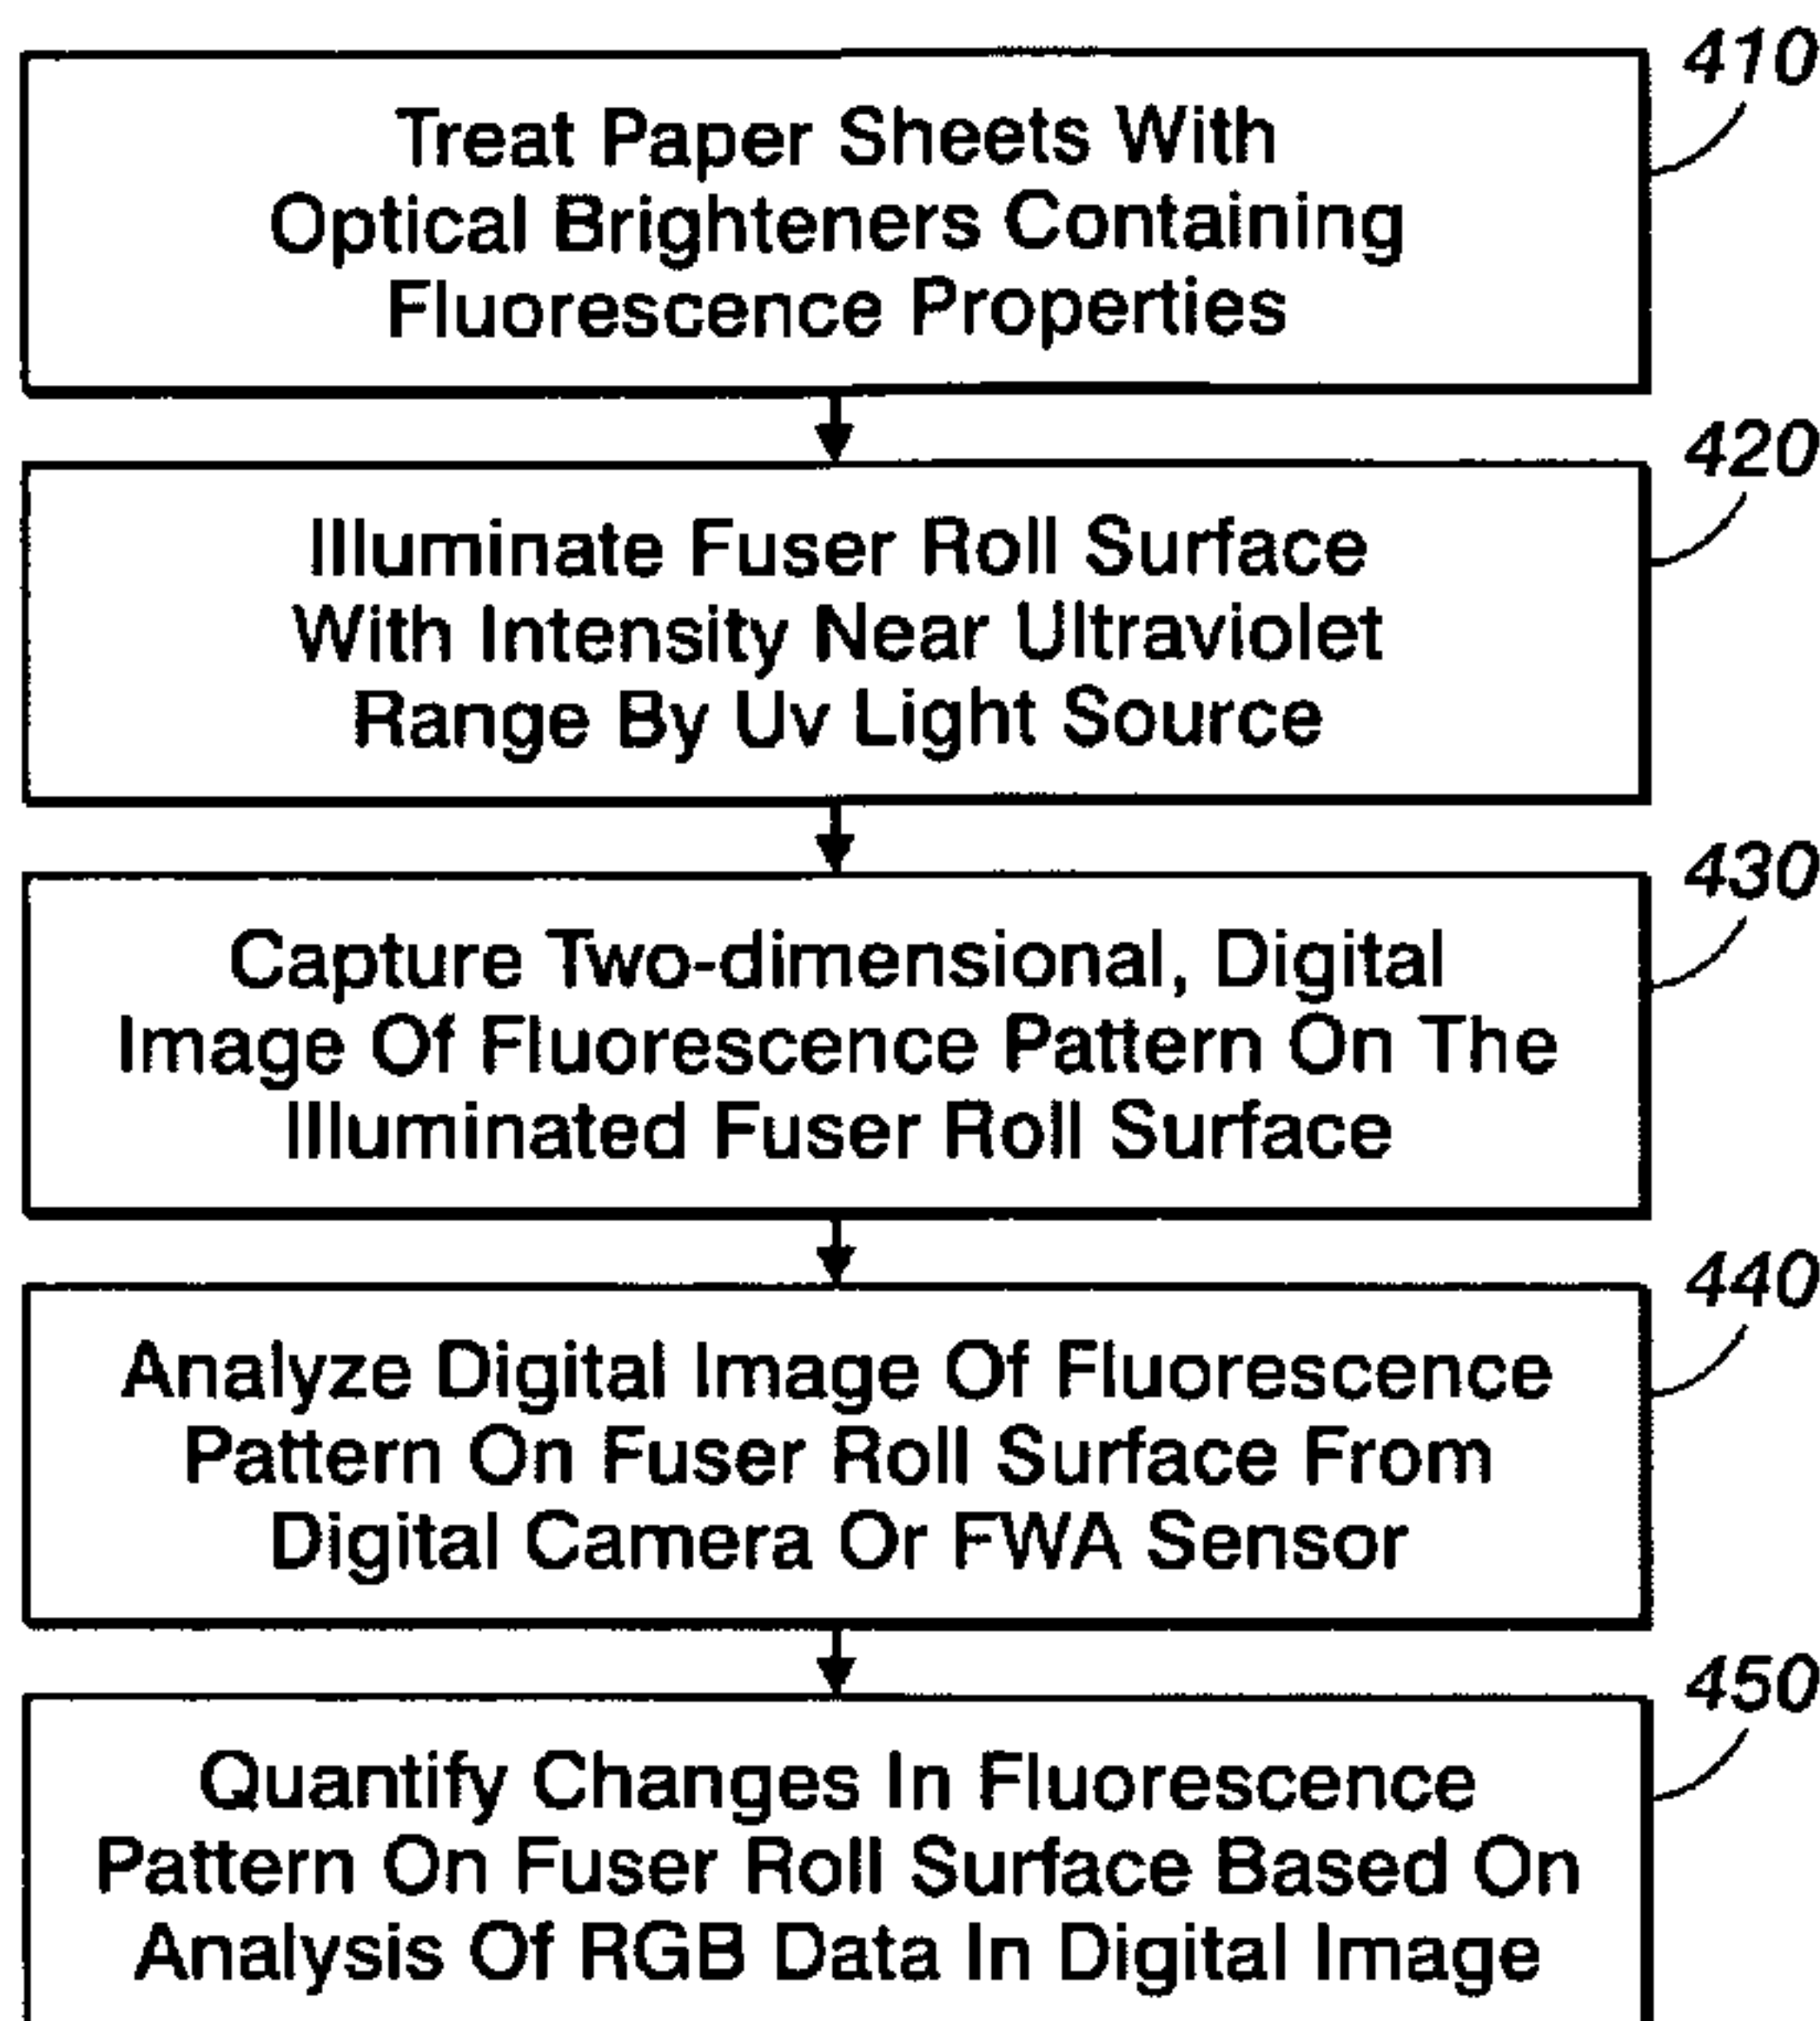 410
Treat Paper Sheets With
Optical Brighteners Containing
Fluorescence Properties
420
Illuminate Fuser Roll Surface
With Intensity Near Ultraviolet
Range By Uv Light Source
430
Capture Two-dimensional, Digital
Image Of Fluorescence Pattern On The
Illuminated Fuser Roll Surface
440
Analyze Digital Image Of Fluorescence
Pattern On Fuser Roll Surface From
Digital Camera Or FWA Sensor
450
Quantify Changes In Fluorescence
Pattern On Fuser Roll Surface Based On
Analysis Of RGB Data In Digital Image